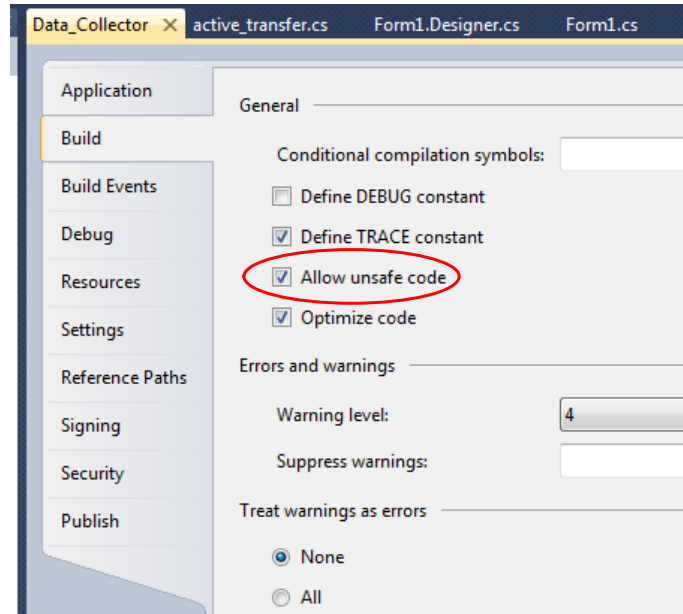 Data_Collector active_transfer.cs Form1.Designer.cs Form1.cs
Application
Build
Build Events
Debug
Resources
Settings
Reference Paths
Signing
Security
Publish
General
Conditional compilation symbols:
Define DEBUG constant
Define TRACE constant
Allow unsafe code
Optimize code
Errors and warnings
Warning level: 4
Suppress warnings:
Treat warnings as errors
None
All